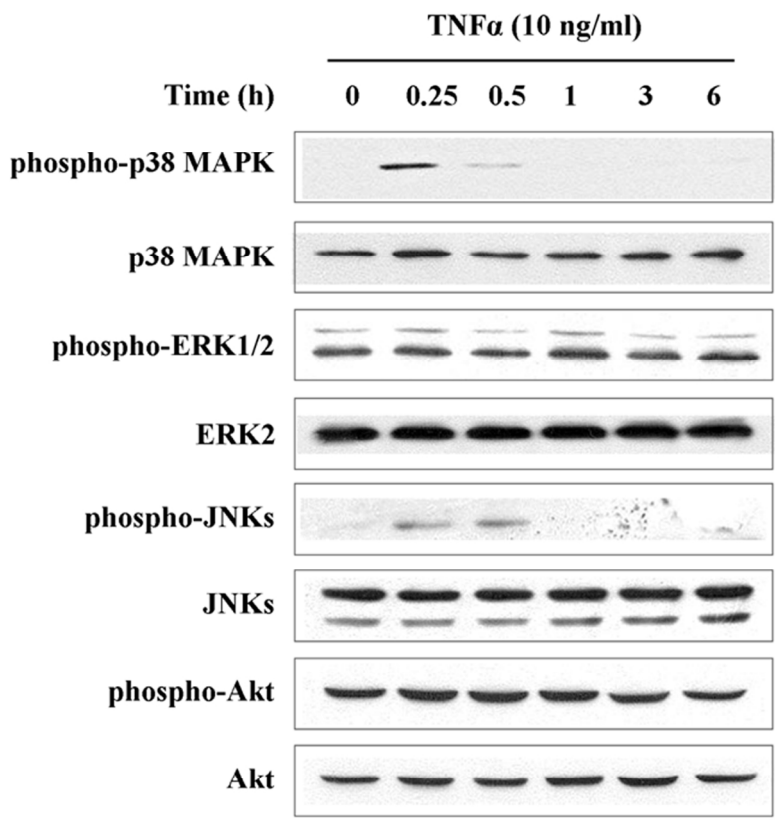 TNFα (10 ng/ml)
Time (h) 0 0.25 0.5 1 3 6
phospho-p38 MAPK
p38 MAPK
phospho-ERK1/2
ERK2
phospho-JNKs
JNKs
phospho-Akt
Akt